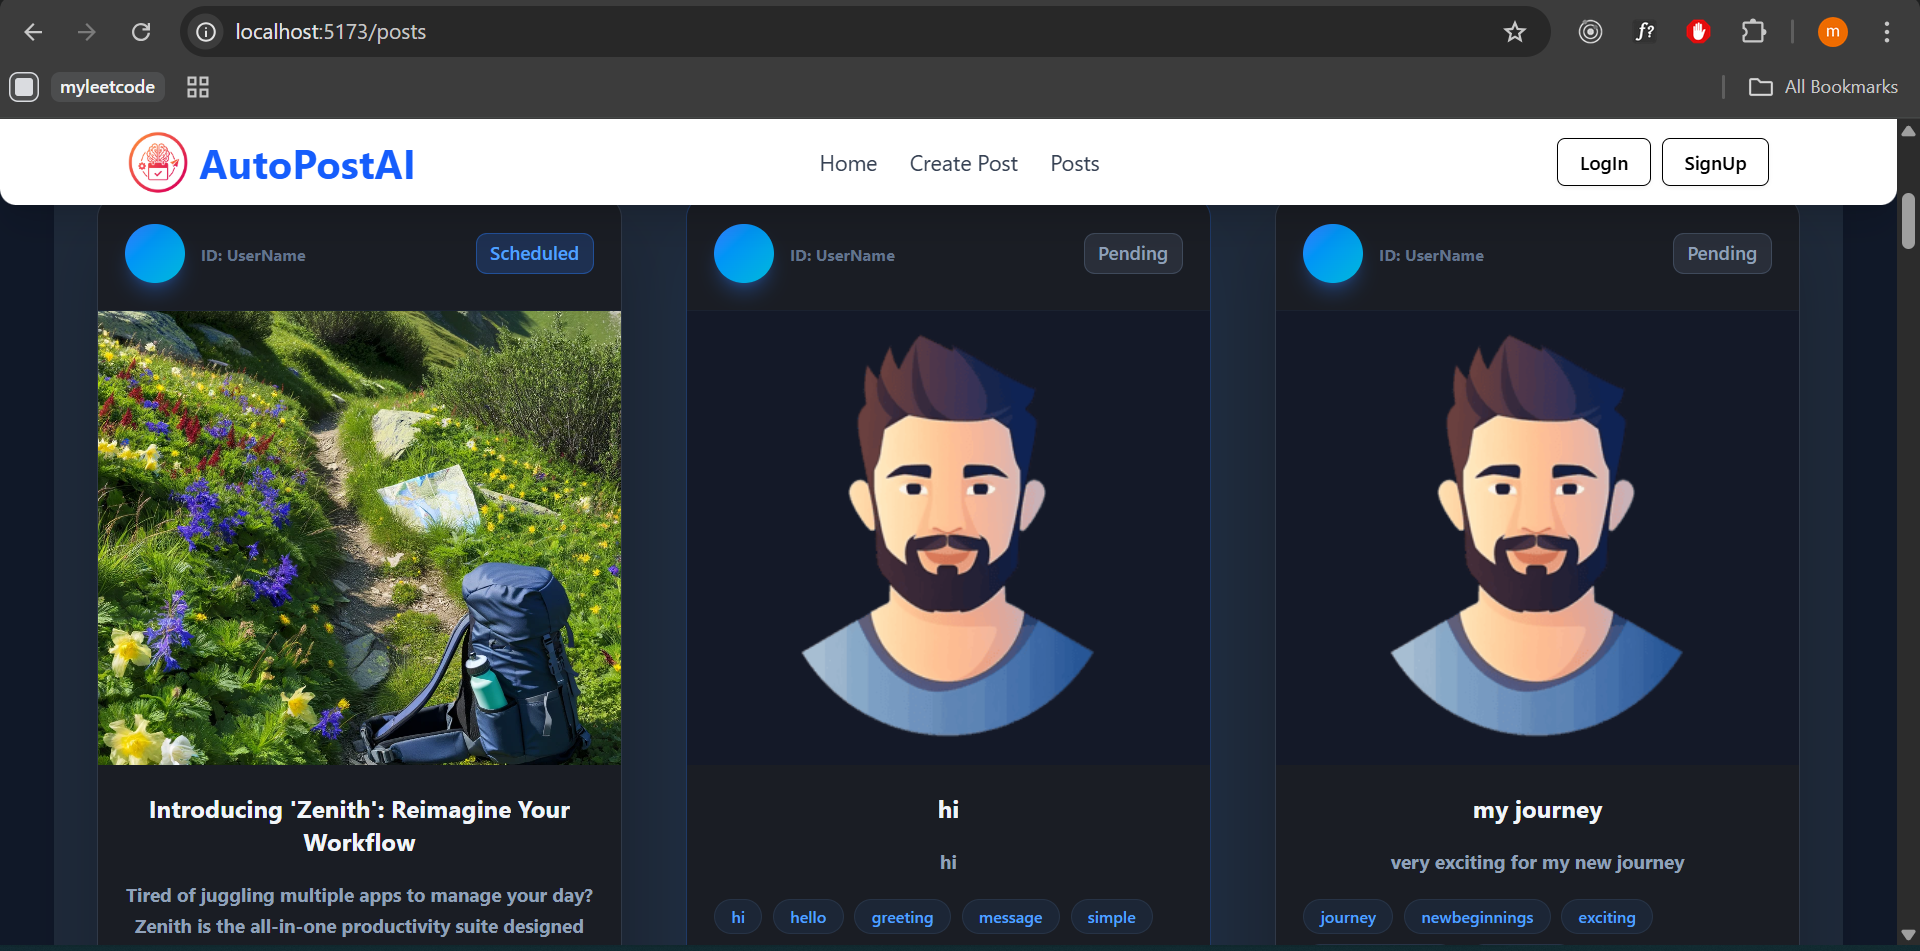 localhost:5173/posts
f?
m
myleetcode
All Bookmarks
AutoPostAI
Home
Create Post
Posts
LogIn
SignUp
ID: UserName
Scheduled
Introducing 'Zenith': Reimagine Your
Workflow
Tired of juggling multiple apps to manage your day?
Zenith is the all-in-one productivity suite designed
ID: UserName
Pending
hi
hi
hi
hello
greeting
message
simple
ID: UserName
Pending
my journey
very exciting for my new journey
journey
newbeginnings
exciting